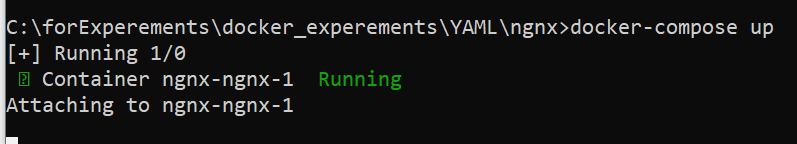 C:\forExperements\docker_experements\YAML\ngnx>docker-compose up
[+] Running 1/0
Container ngnx-ngnx-1  Running
Attaching to ngnx-ngnx-1